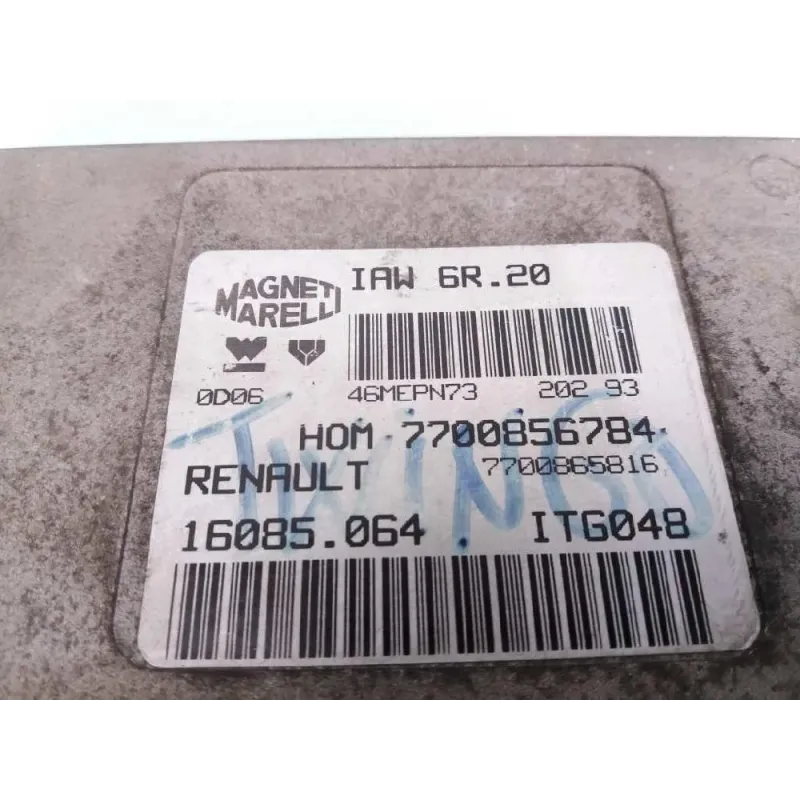 MAGNETI
MARELLI
IAW 6R.20
0D06
46MEPN73 202 93
HOM 7700856784
RENAULT 7700865816
TWINGO
16085.064 ITG048